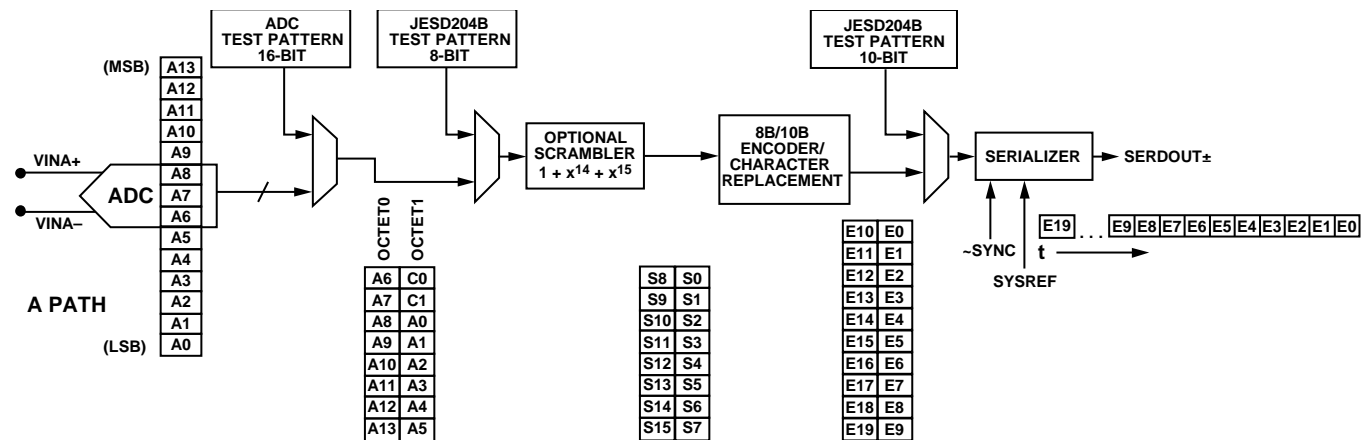 ADC
TEST PATTERN
16-BIT
JESD204B
TEST PATTERN
8-BIT
JESD204B
TEST PATTERN
10-BIT
(MSB)
A13
A12
A11
A10
A9
A8
A7
A6
A5
A4
A3
A2
A1
A0
(LSB)
VINA+
ADC
VINA–
A PATH
OPTIONAL
SCRAMBLER
1 + x14 + x15
8B/10B
ENCODER/
CHARACTER
REPLACEMENT
SERIALIZER
SERDOUT±
~SYNC
SYSREF
E19 . . . E9 E8 E7 E6 E5 E4 E3 E2 E1 E0
t
OCTET0
OCTET1
A6 C0
A7 C1
A8 A0
A9 A1
A10 A2
A11 A3
A12 A4
A13 A5
S8 S0
S9 S1
S10 S2
S11 S3
S12 S4
S13 S5
S14 S6
S15 S7
E10 E0
E11 E1
E12 E2
E13 E3
E14 E4
E15 E5
E16 E6
E17 E7
E18 E8
E19 E9